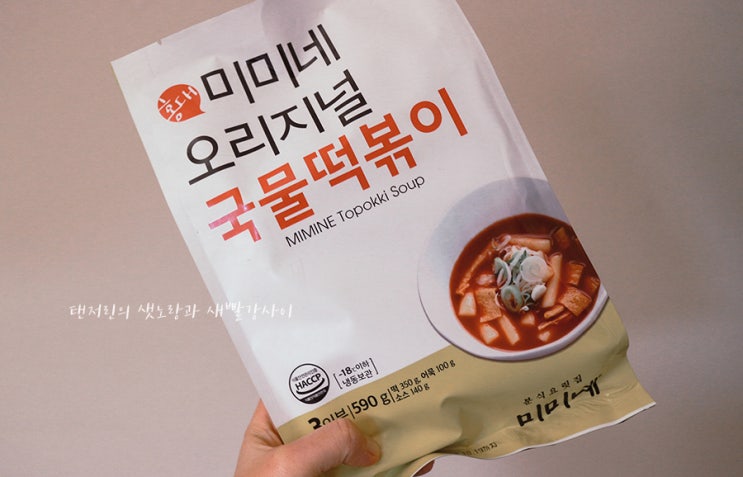 홍대
미미네
오리지널
국물떡볶이
MIMINE Topokki Soup
탠저린의 샛노랑과 새빨강사이
HACCP
-18℃이하
냉동보관
590 g
떡 350 g, 어묵 100 g
소스 140 g
분식요릿집
미미네